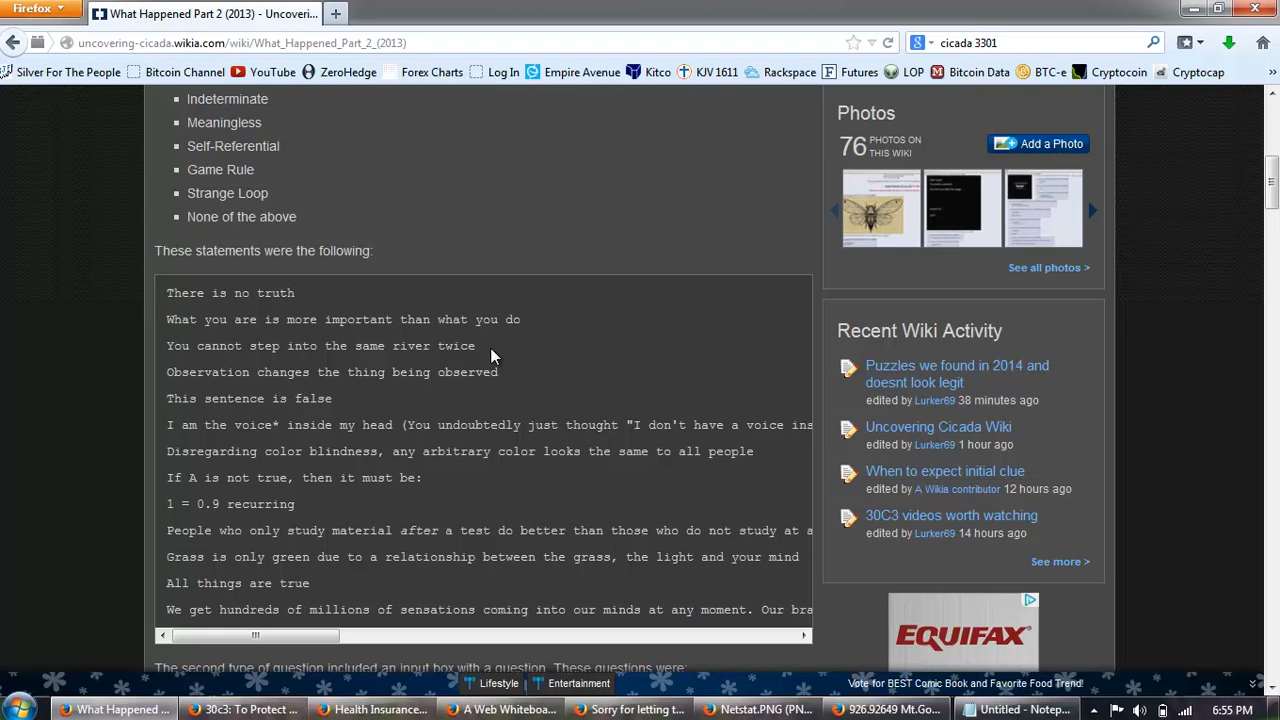 Firefox
What Happened Part 2 (2013) - Uncoveri...
uncovering-cicada.wikia.com/wiki/What_Happened_Part_2_(2013)
cicada 3301
Silver For The People
Bitcoin Channel
YouTube
ZeroHedge
Forex Charts
Log In
Empire Avenue
Kitco
KJV 1611
Rackspace
Futures
LOP
Bitcoin Data
BTC-e
Cryptocoin
Cryptocap
Indeterminate
Meaningless
Self-Referential
Game Rule
Strange Loop
None of the above
These statements were the following:
There is no truth
What you are is more important than what you do
You cannot step into the same river twice
Observation changes the thing being observed
This sentence is false
I am the voice* inside my head (You undoubtedly just thought "I don't have a voice ins
Disregarding color blindness, any arbitrary color looks the same to all people
If A is not true, then it must be:
1 = 0.9 recurring
People who only study material after a test do better than those who do not study at a
Grass is only green due to a relationship between the grass, the light and your mind
All things are true
We get hundreds of millions of sensations coming into our minds at any moment. Our bra
The second type of question included an input box with a question. These questions were:
Photos
76 PHOTOS ON THIS WIKI
Add a Photo
See all photos >
Recent Wiki Activity
Puzzles we found in 2014 and
doesnt look legit
edited by Lurker69 38 minutes ago
Uncovering Cicada Wiki
edited by Lurker69 1 hour ago
When to expect initial clue
edited by A Wikia contributor 12 hours ago
30C3 videos worth watching
edited by Lurker69 14 hours ago
See more >
EQUIFAX
Lifestyle
Entertainment
Vote for BEST Comic Book and Favorite Food Trend!
What Happened ...
30c3: To Protect ...
Health Insurance...
A Web Whiteboa...
Sorry for letting t...
Netstat.PNG (PN...
926.92649 Mt.Go...
Untitled - Notep...
6:55 PM